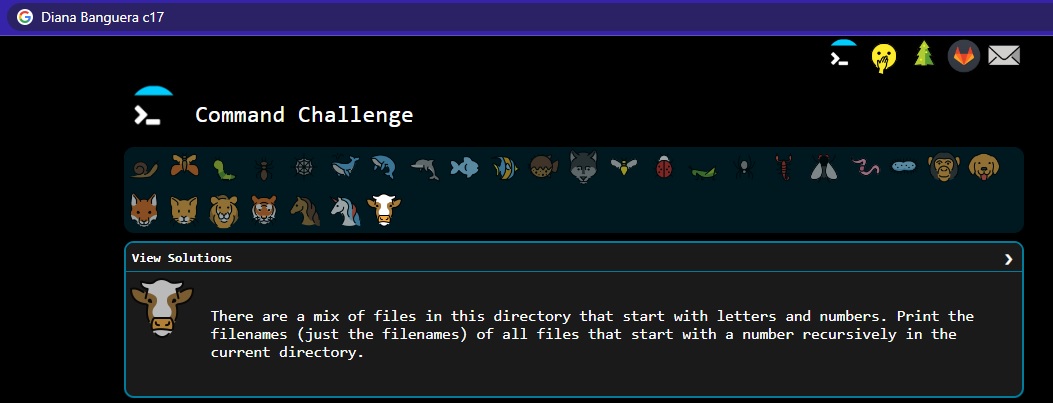 Diana Banguera c17
Command Challenge
View Solutions
There are a mix of files in this directory that start with letters and numbers. Print the
filenames (just the filenames) of all files that start with a number recursively in the
current directory.